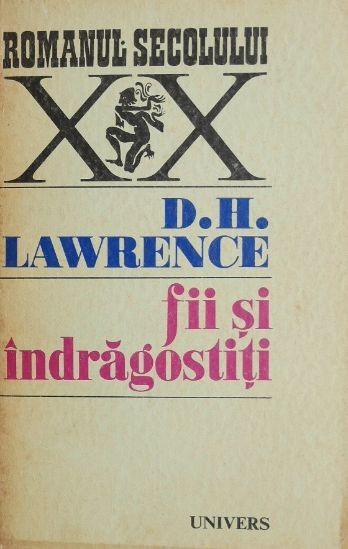 ROMANUL SECOLULUI
XX
D.H.
LAWRENCE
fii și
îndrăgostiți
UNIVERS